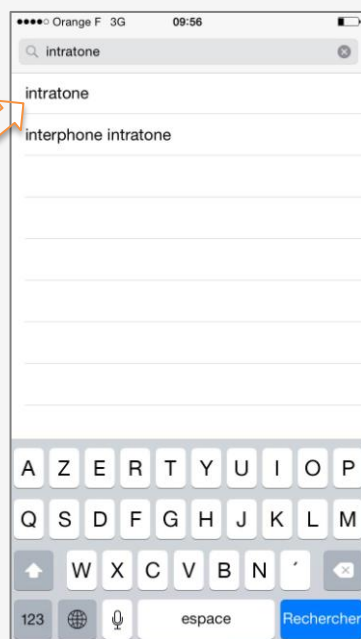 Orange F 3G 09:56
intratone
intratone
interphone intratone
A Z E R T Y U I O P
Q S D F G H J K L M
W X C V B N ´
123 espace Rechercher